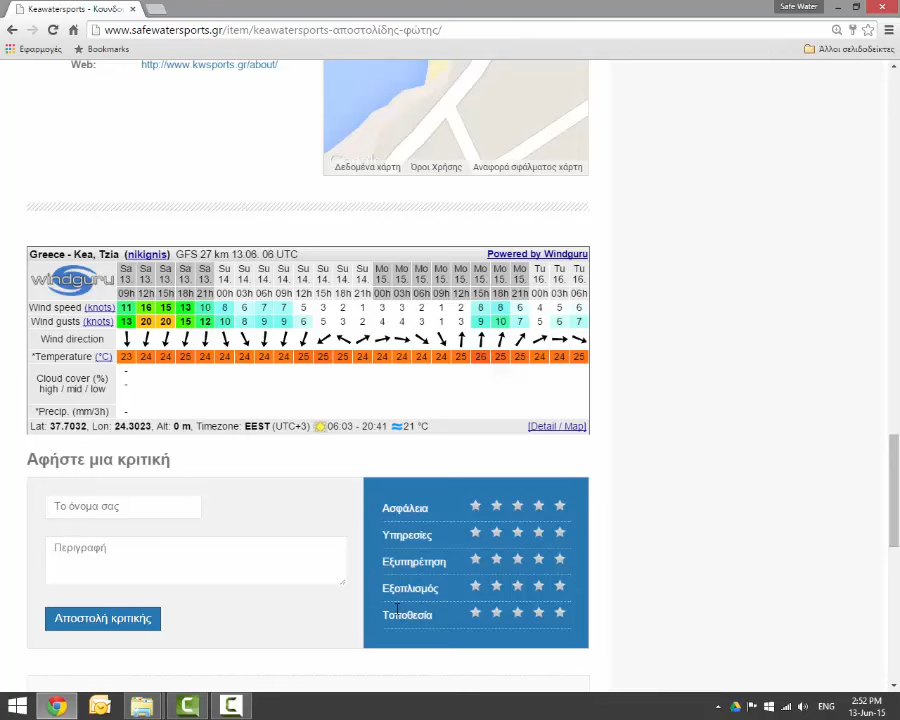 Keawatersports - Κουνδο
Safe Water
www.safewatersports.gr/item/keawatersports-αποστολίδης-φώτης/
Εφαρμογές Bookmarks Άλλοι σελιδοδείκτες
Web: http://www.kwsports.gr/about/
Δεδομένα χάρτη Όροι Χρήσης Αναφορά σφάλματος χάρτη
Greece - Kea, Tzia (nikignis) GFS 27 km 13.06. 06 UTC Powered by Windguru
windguru
Sa Sa Sa Sa Sa Su Su Su Su Su Su Su Su Mo Mo Mo Mo Mo Mo Mo Mo Tu Tu Tu
13. 13. 13. 13. 13. 14. 14. 14. 14. 14. 14. 14. 14. 15. 15. 15. 15. 15. 15. 15. 15. 16. 16. 16.
09h 12h 15h 18h 21h 00h 03h 06h 09h 12h 15h 18h 21h 00h 03h 06h 09h 12h 15h 18h 21h 00h 03h 06h
Wind speed (knots) 11 16 15 13 10 8 6 7 7 5 3 2 1 3 3 2 1 2 8 8 6 4 5 6
Wind gusts (knots) 13 20 20 15 12 10 8 9 9 6 5 3 2 4 4 3 1 3 9 10 7 5 6 7
Wind direction
*Temperature (°C) 23 24 24 25 24 24 24 24 24 25 25 25 24 24 24 24 24 25 26 25 25 24 24 25
Cloud cover (%) -
high / mid / low -
*Precip. (mm/3h) -
Lat: 37.7032, Lon: 24.3023, Alt: 0 m, Timezone: EEST (UTC+3) 06:03 - 20:41 21 °C [Detail / Map]
Αφήστε μια κριτική
Το όνομα σας
Περιγραφή
Αποστολή κριτικής
Ασφάλεια
Υπηρεσίες
Εξυπηρέτηση
Εξοπλισμός
Τοποθεσία
ENG
2:52 PM
13-Jun-15